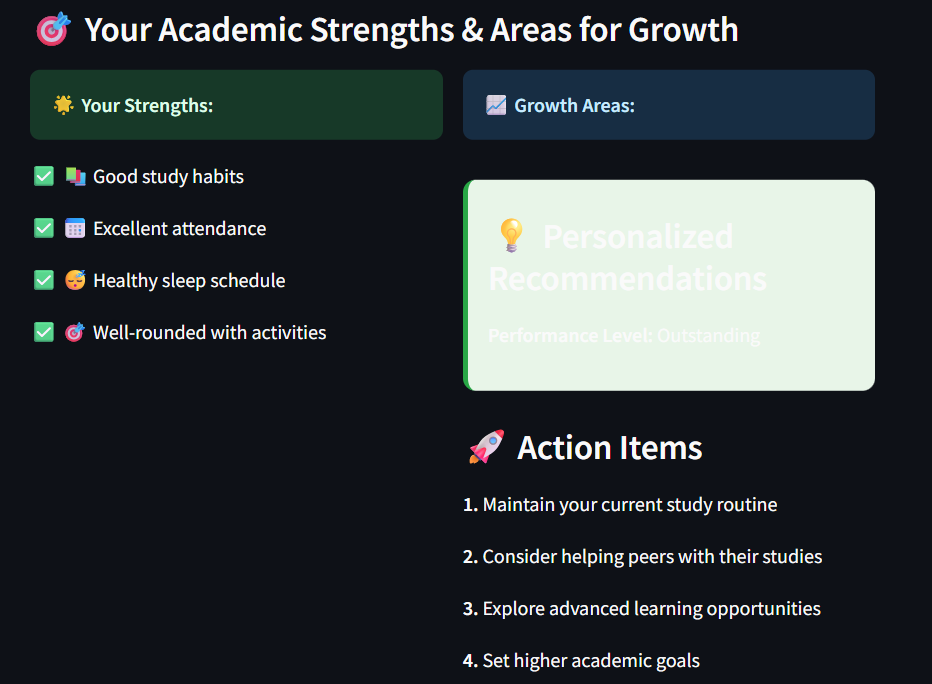 Your Academic Strengths & Areas for Growth
Your Strengths:
Good study habits
Excellent attendance
Healthy sleep schedule
Well-rounded with activities
Growth Areas:
Personalized
Recommendations
Performance Level: Outstanding
Action Items
1. Maintain your current study routine
2. Consider helping peers with their studies
3. Explore advanced learning opportunities
4. Set higher academic goals